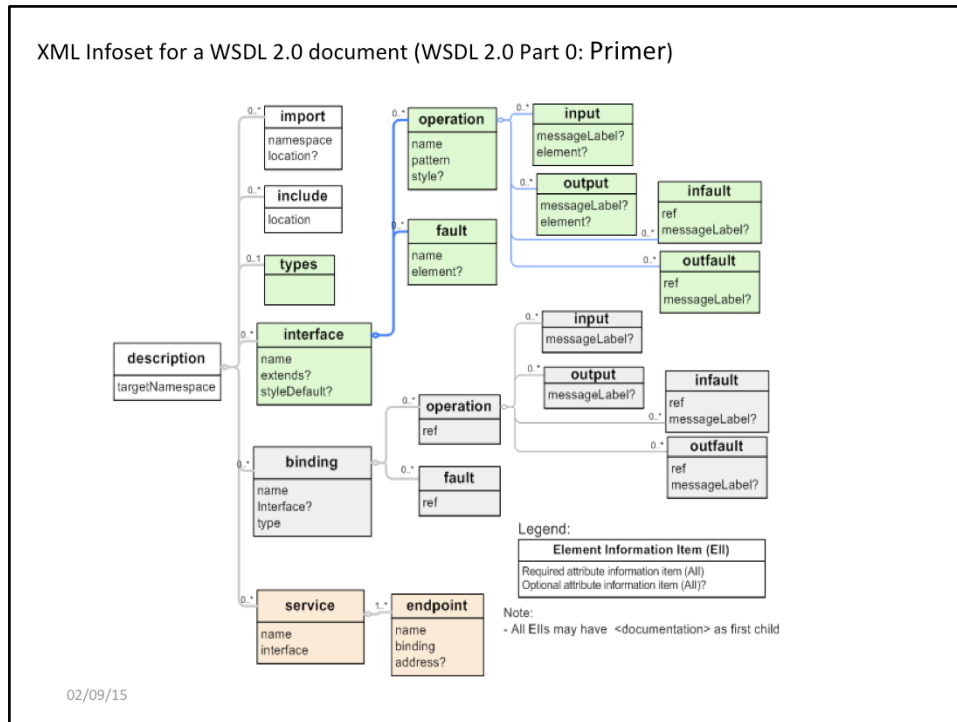 XML Infoset for a WSDL 2.0 document (WSDL 2.0 Part 0: Primer)
0..*
import
namespace
location?
0..*
include
location
0..1
types
0..*
interface
name
extends?
styleDefault?
description
targetNamespace
0..*
operation
name
pattern
style?
0..*
fault
name
element?
0..*
input
messageLabel?
element?
0..*
output
messageLabel?
element?
0..*
infault
ref
messageLabel?
0..*
outfault
ref
messageLabel?
0..*
binding
name
Interface?
type
0..*
operation
ref
0..*
fault
ref
0..*
input
messageLabel?
0..*
output
messageLabel?
0..*
infault
ref
messageLabel?
0..*
outfault
ref
messageLabel?
0..*
service
name
interface
1..*
endpoint
name
binding
address?
Legend:
Element Information Item (EII)
Required attribute information item (AII)
Optional attribute information item (AII)?
Note:
- All EIIs may have <documentation> as first child
02/09/15